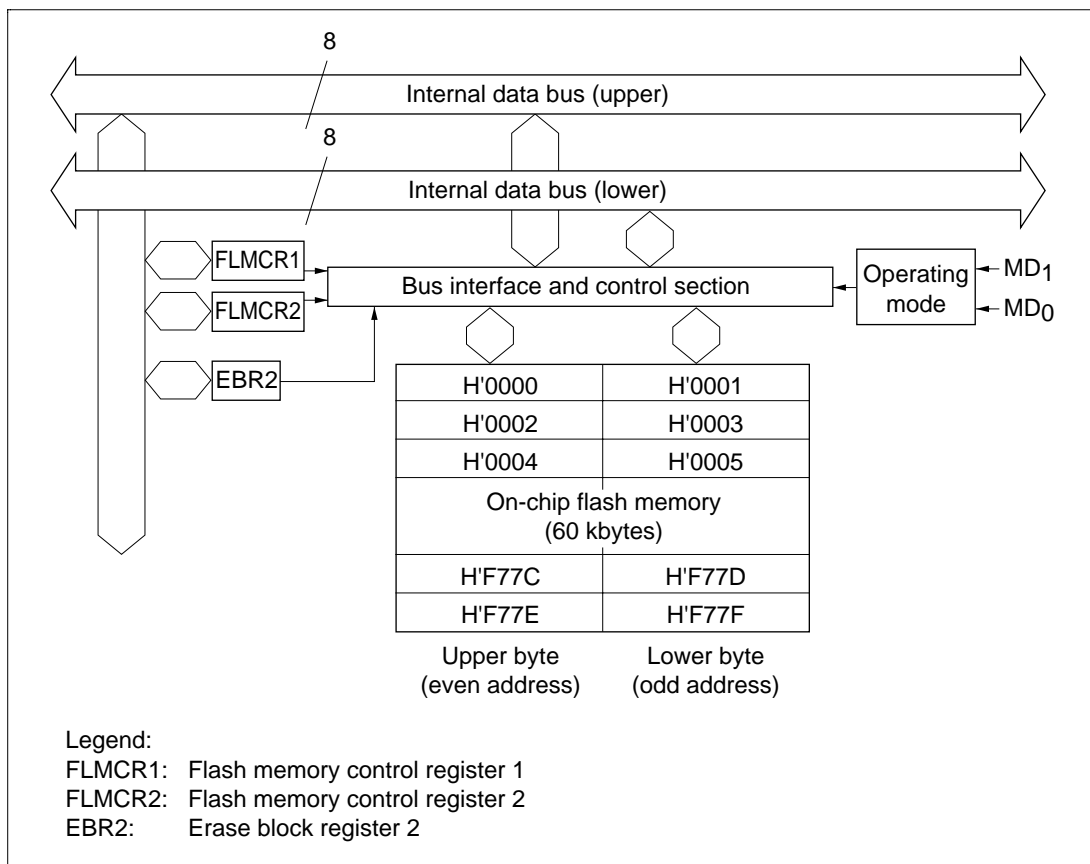 8
Internal data bus (upper)
8
Internal data bus (lower)
FLMCR1
Bus interface and control section
Operating
mode
MD1
MD0
FLMCR2
EBR2
H'0000 H'0001
H'0002 H'0003
H'0004 H'0005
On-chip flash memory
(60 kbytes)
H'F77C H'F77D
H'F77E H'F77F
Upper byte
(even address)
Lower byte
(odd address)
Legend:
FLMCR1: Flash memory control register 1
FLMCR2: Flash memory control register 2
EBR2: Erase block register 2